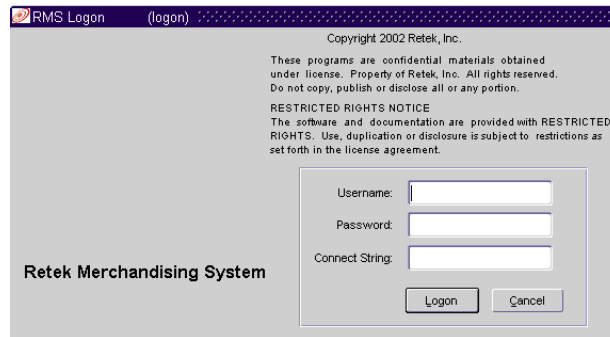 RMS Logon (logon)
Copyright 2002 Retek, Inc.
These programs are confidential materials obtained
under license. Property of Retek, Inc. All rights reserved.
Do not copy, publish or disclose all or any portion.
RESTRICTED RIGHTS NOTICE
The software and documentation are provided with RESTRICTED
RIGHTS. Use, duplication or disclosure is subject to restrictions as
set forth in the license agreement.
Username:
Password:
Connect String:
Retek Merchandising System
Logon Cancel